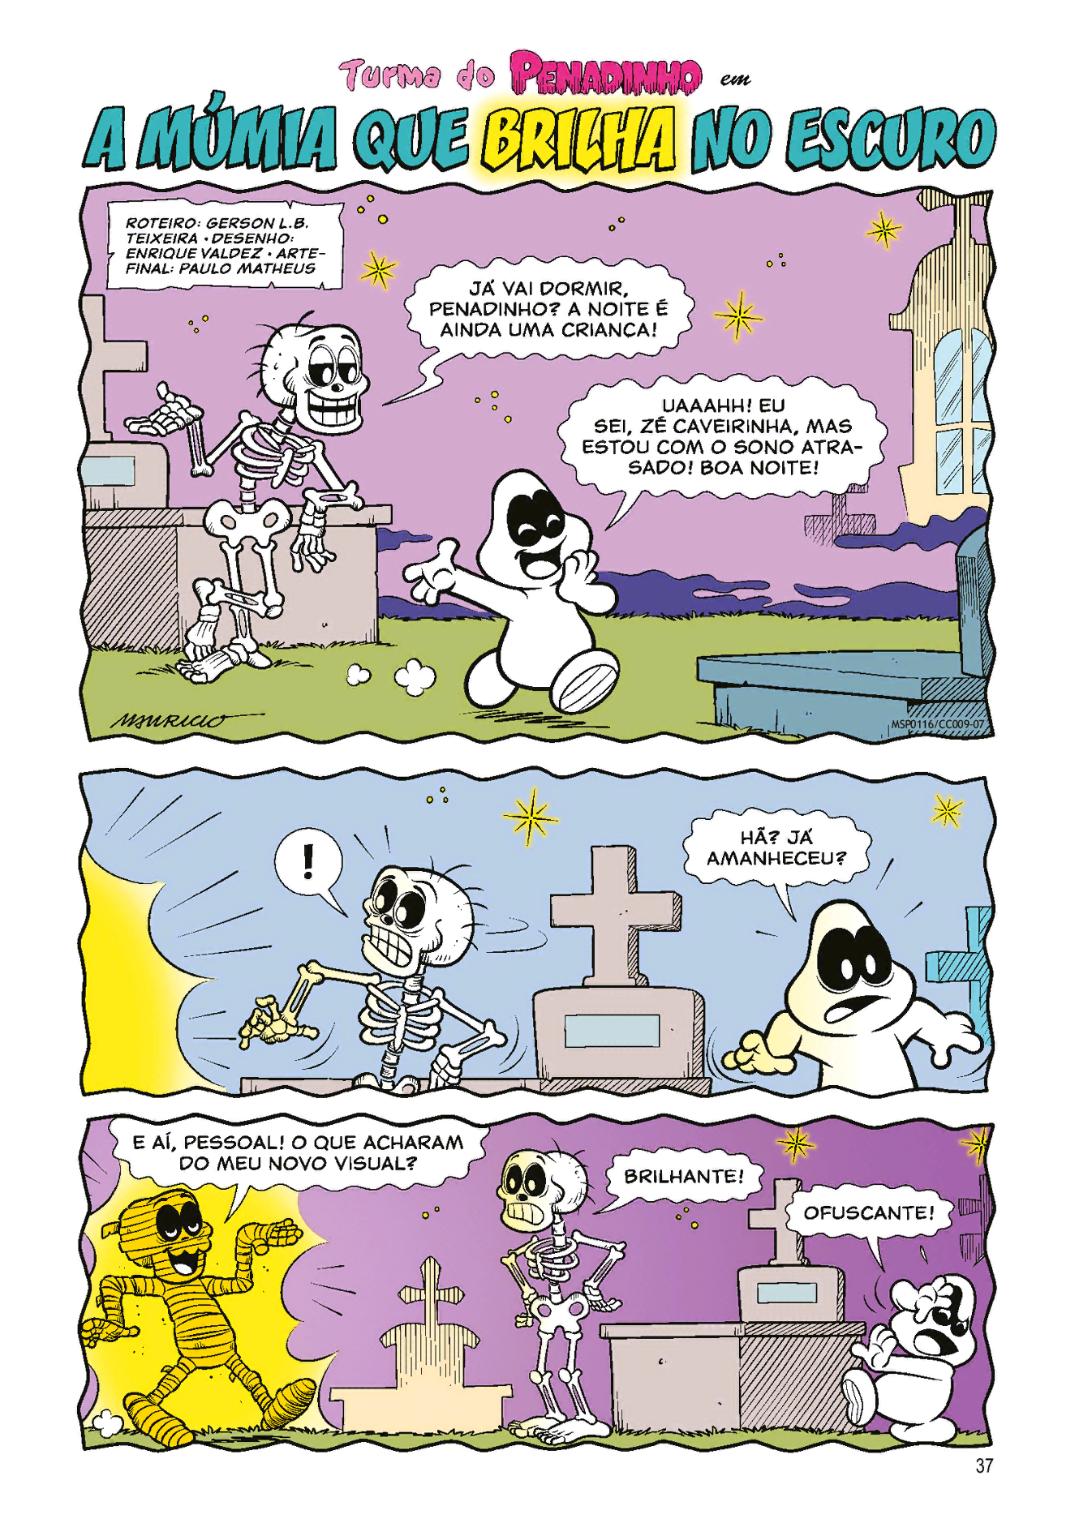 Turma do PENADINHO em
A MÚMIA QUE BRILHA NO ESCURO
ROTEIRO: GERSON L.B.
TEIXEIRA • DESENHO:
ENRIQUE VALDEZ • ARTE-
FINAL: PAULO MATHEUS
JÁ VAI DORMIR,
PENADINHO? A NOITE É
AINDA UMA CRIANÇA!
UAAAHH! EU
SEI, ZÉ CAVEIRINHA, MAS
ESTOU COM O SONO ATRA-
SADO! BOA NOITE!
MAURICIO
MSP0116/CC009-07
!
HÃ? JÁ
AMANHECEU?
E AÍ, PESSOAL! O QUE ACHARAM
DO MEU NOVO VISUAL?
BRILHANTE!
OFUSCANTE!
37